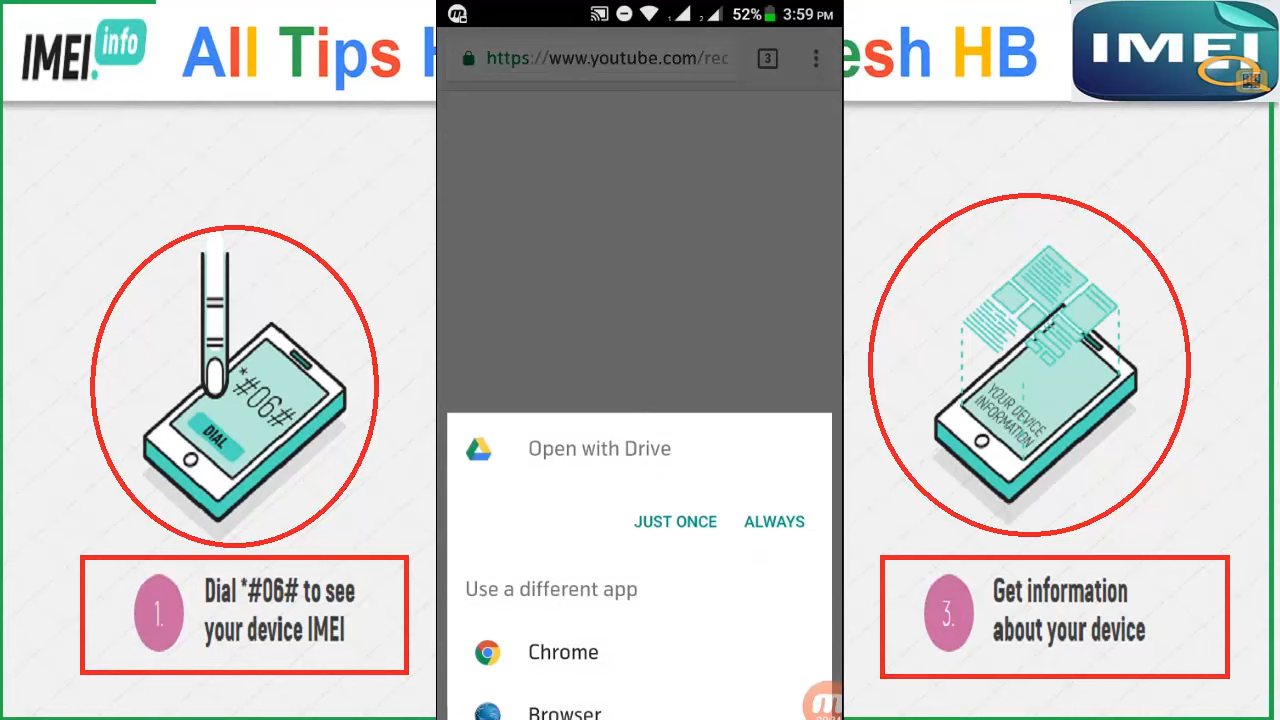 IMEI.info
All Tips H
esh HB
IMEI
52% 3:59 PM
https://www.youtube.com/rec
3
*#06#
DIAL
YOUR DEVICE
INFORMATION
Open with Drive
JUST ONCE ALWAYS
Use a different app
Chrome
Browser
1.
Dial *#06# to see
your device IMEI
3.
Get information
about your device